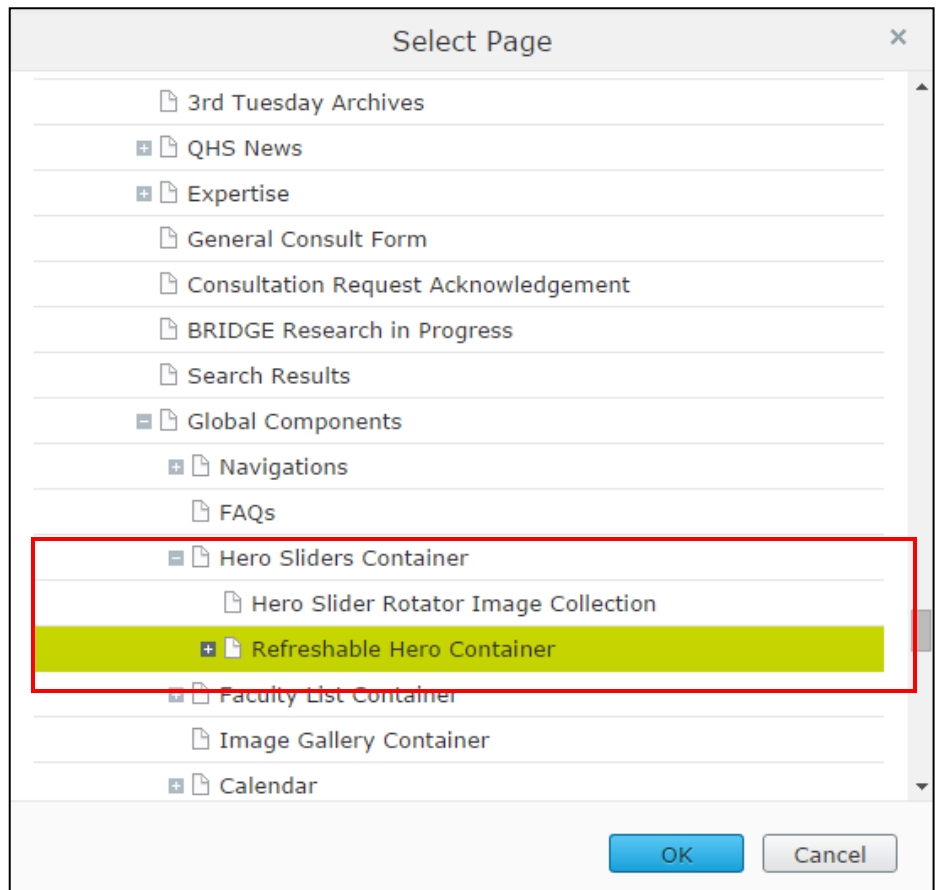 Select Page
3rd Tuesday Archives
QHS News
Expertise
General Consult Form
Consultation Request Acknowledgement
BRIDGE Research in Progress
Search Results
Global Components
Navigations
FAQs
Hero Sliders Container
Hero Slider Rotator Image Collection
Refreshable Hero Container
Faculty List Container
Image Gallery Container
Calendar
OK Cancel